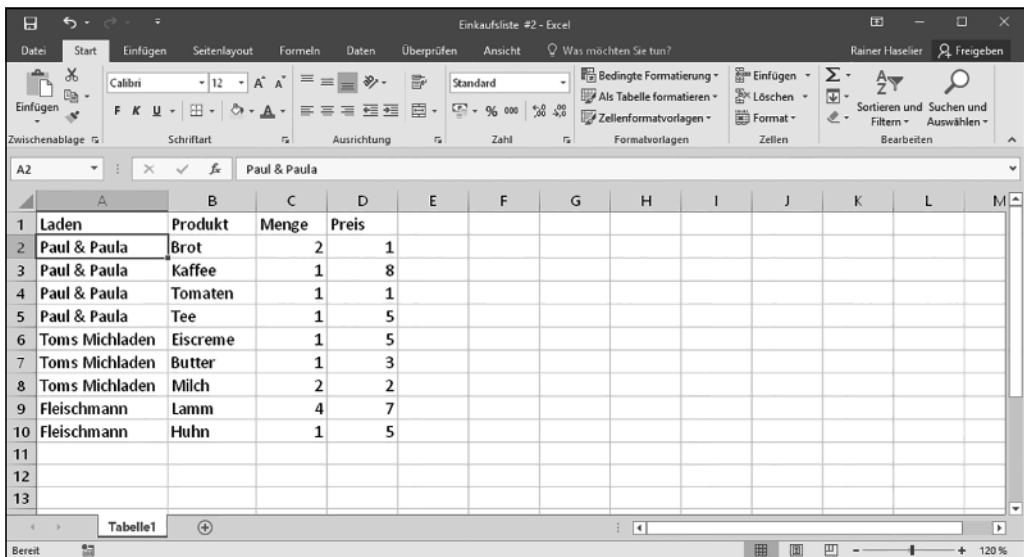 Einkaufsliste #2 - Excel
Datei Start Einfügen Seitenlayout Formeln Daten Überprüfen Ansicht Was möchten Sie tun? Rainer Haselier Freigeben
Einfügen
Zwischenablage
Calibri 12 A A
F K U A
Schriftart
Ausrichtung
Standard
% 000 ,00 ,00
Zahl
Bedingte Formatierung
Als Tabelle formatieren
Zellenformatvorlagen
Formatvorlagen
Einfügen
Löschen
Format
Zellen
Σ
Sortieren und Filtern
Suchen und Auswählen
Bearbeiten
A2 fx Paul & Paula
A B C D E F G H I J K L M
1 Laden Produkt Menge Preis
2 Paul & Paula Brot 2 1
3 Paul & Paula Kaffee 1 8
4 Paul & Paula Tomaten 1 1
5 Paul & Paula Tee 1 5
6 Toms Michladen Eiscreme 1 5
7 Toms Michladen Butter 1 3
8 Toms Michladen Milch 2 2
9 Fleischmann Lamm 4 7
10 Fleischmann Huhn 1 5
11
12
13
Tabelle1
Bereit 120 %